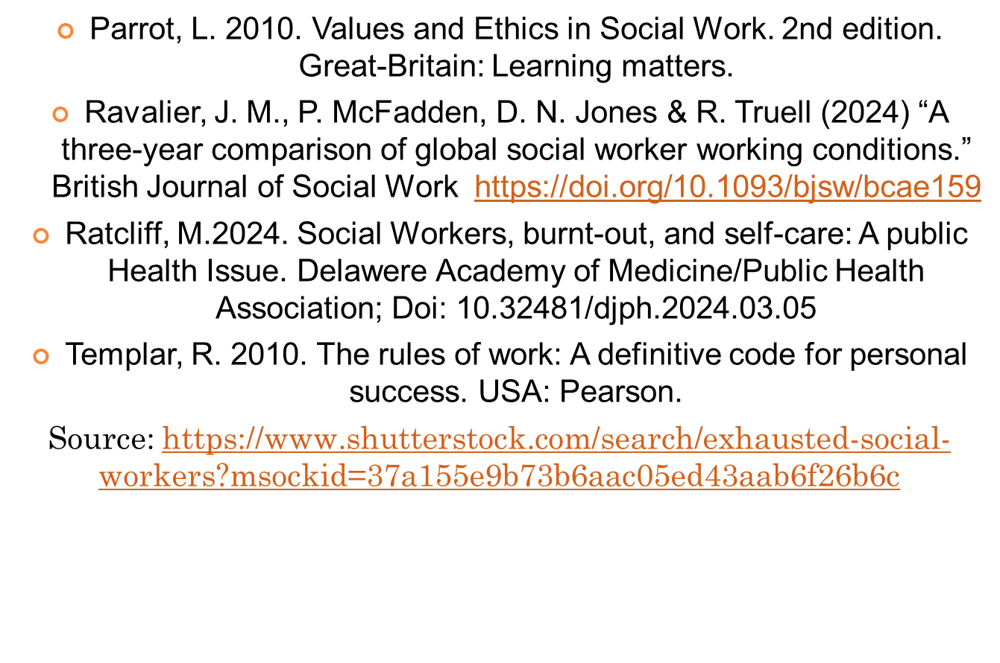 Parrot, L. 2010. Values and Ethics in Social Work. 2nd edition.
Great-Britain: Learning matters.
Ravalier, J. M., P. McFadden, D. N. Jones & R. Truell (2024) “A
three-year comparison of global social worker working conditions.”
British Journal of Social Work https://doi.org/10.1093/bjsw/bcae159
Ratcliff, M.2024. Social Workers, burnt-out, and self-care: A public
Health Issue. Delawere Academy of Medicine/Public Health
Association; Doi: 10.32481/djph.2024.03.05
Templar, R. 2010. The rules of work: A definitive code for personal
success. USA: Pearson.
Source: https://www.shutterstock.com/search/exhausted-social-
workers?msockid=37a155e9b73b6aac05ed43aab6f26b6c